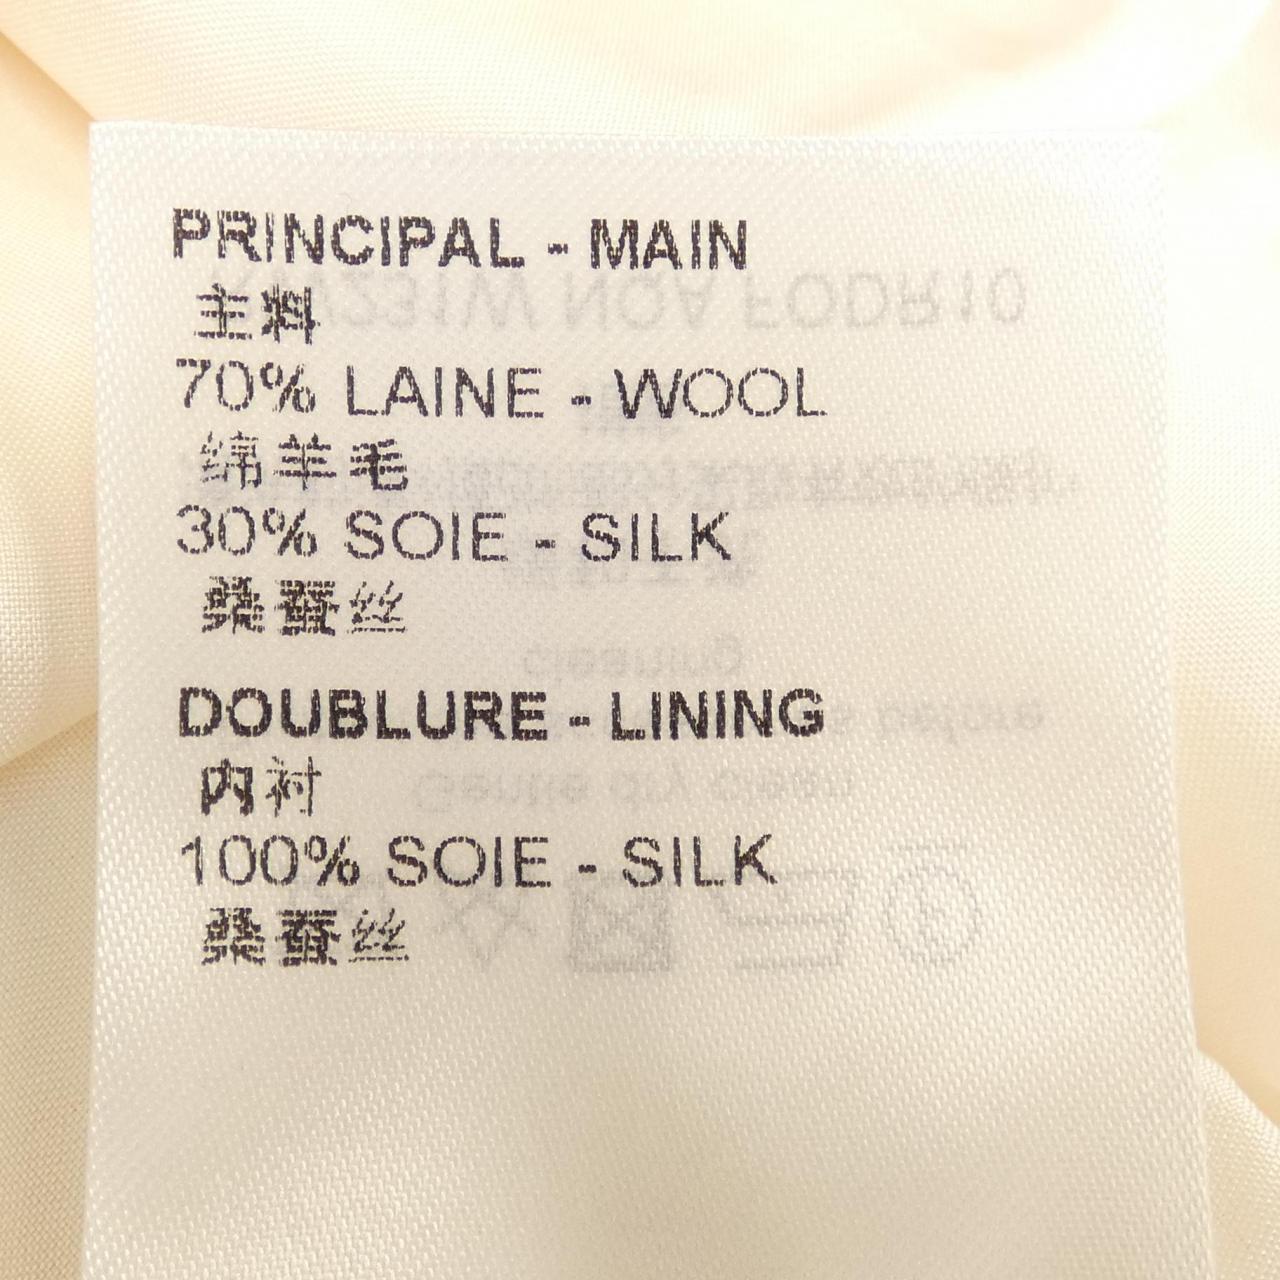 PRINCIPAL - MAIN
主料
70% LAINE - WOOL
绵羊毛
30% SOIE - SILK
桑蚕丝
DOUBLURE - LINING
内衬
100% SOIE - SILK
桑蚕丝